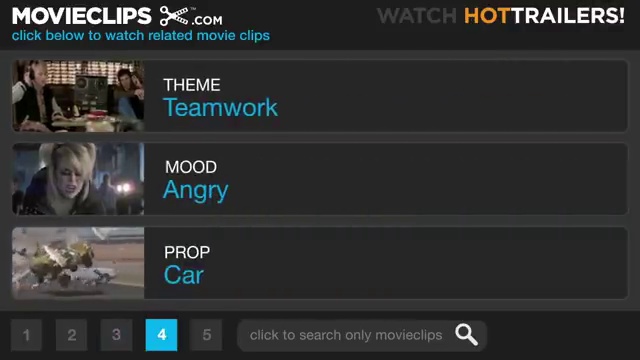 MOVIECLIPS .COM
WATCH HOTTRAILERS!
click below to watch related movie clips
THEME
Teamwork
MOOD
Angry
PROP
Car
1 2 3 4 5 click to search only movieclips